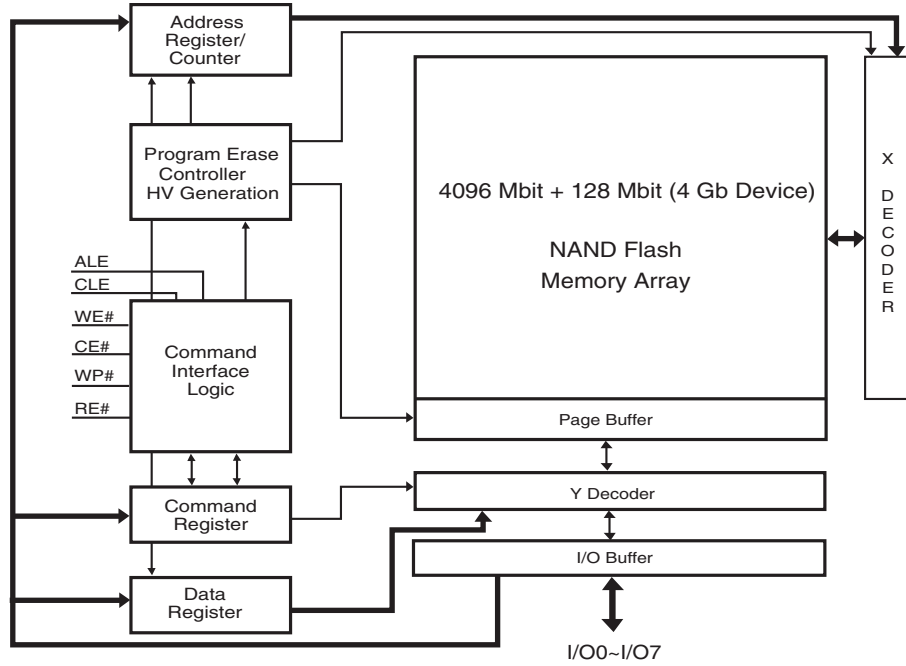 Address
Register/
Counter
Program Erase
Controller
HV Generation
ALE
CLE
WE#
CE#
WP#
RE#
Command
Interface
Logic
Command
Register
Data
Register
4096 Mbit + 128 Mbit (4 Gb Device)
NAND Flash
Memory Array
Page Buffer
Y Decoder
I/O Buffer
I/O0~I/O7
X
D
E
C
O
D
E
R